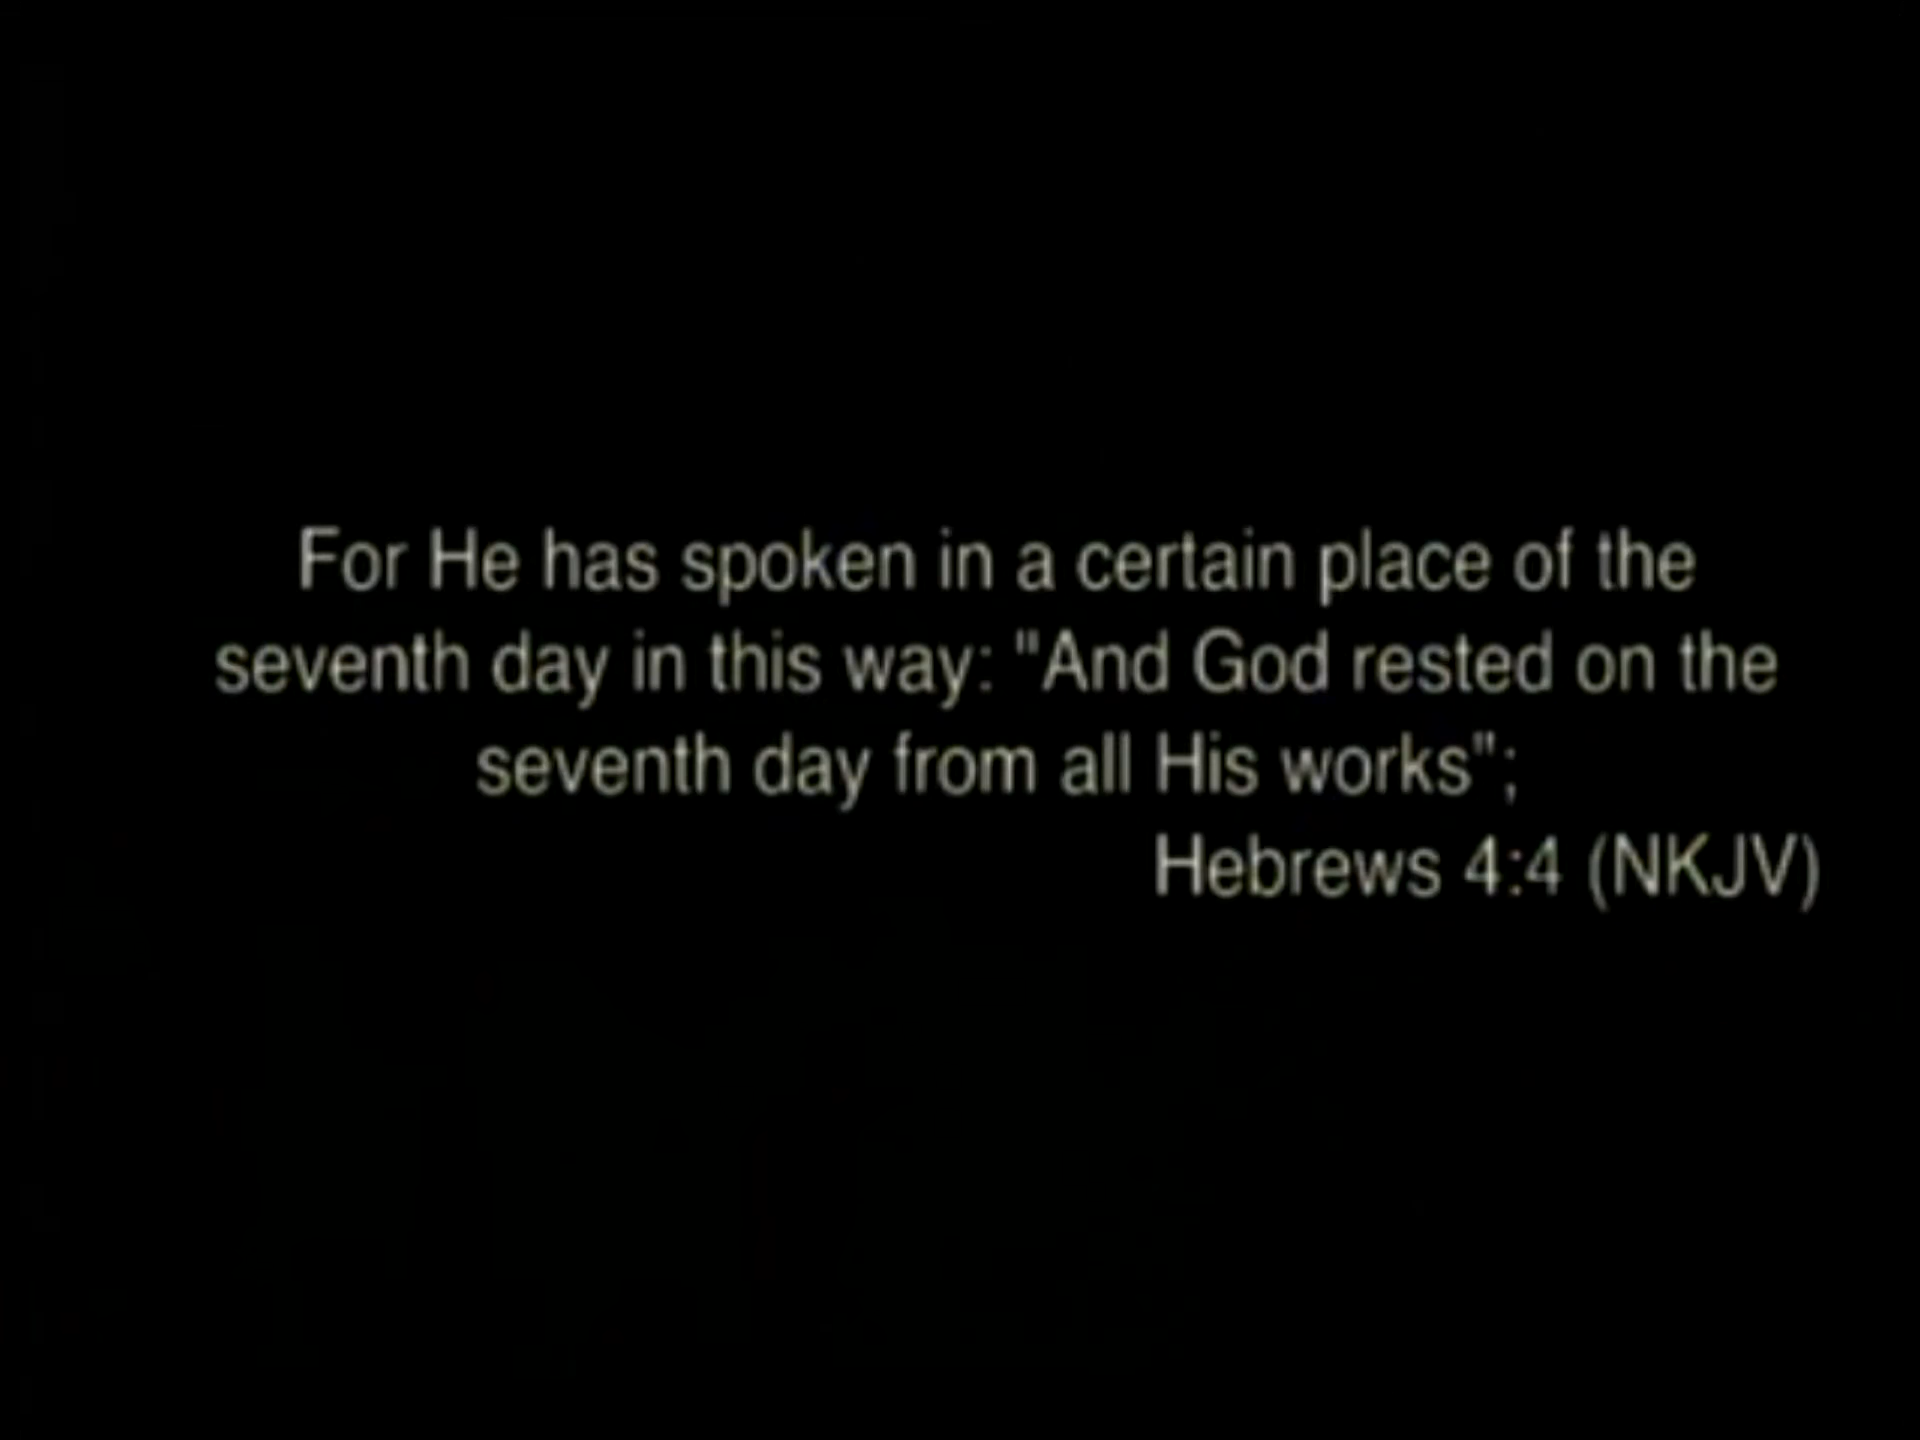 For He has spoken in a certain place of the
seventh day in this way: "And God rested on the
seventh day from all His works";
Hebrews 4:4 (NKJV)